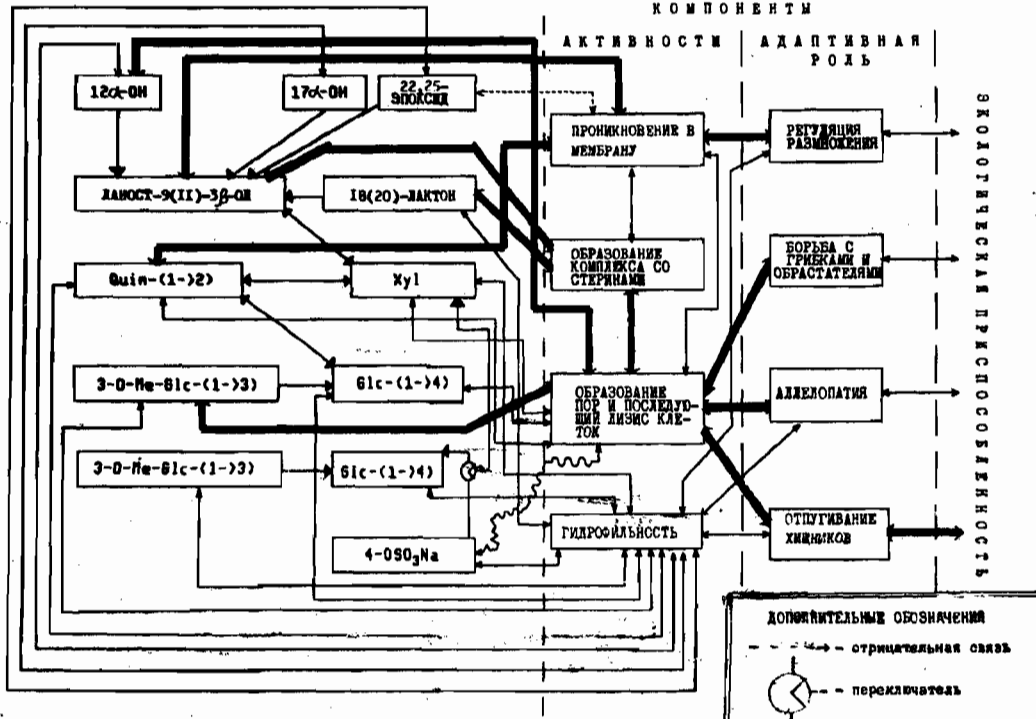 КОМПОНЕНТЫ
АКТИВНОСТИ
АДАПТИВНАЯ
РОЛЬ
12α-OH
17α-OH
22,25-
ЭПОКСИД
ПРОНИКНОВЕНИЕ В
МЕМБРАНУ
РЕГУЛЯЦИЯ
РАЗМНОЖЕНИЯ
ЛАНОСТ-9(II)-3β-ОЛ
I8(20)-ЛАКТОН
ОБРАЗОВАНИЕ
КОМПЛЕКСА СО
СТЕРИНАМИ
БОРЬБА С
ГРИБКАМИ И
ОБРАСТАТЕЛЯМИ
Quin-(1->2)
Xyl
3-O-Me-Glc-(1->3)
Glc-(1->4)
ОБРАЗОВАНИЕ
ПОР И ПОСЛЕДУЮ-
ЩИЙ ЛИЗИС КЛЕ-
ТОК
АЛЛЕЛОПАТИЯ
3-O-Me-Glc-(1->3)
Glc-(1->4)
4-OSO3Na
ГИДРОФИЛЬНОСТЬ
ОТПУГИВАНИЕ
ХИЩНИКОВ
ЭКОЛОГИЧЕСКАЯ ПРИСПОСОБЛЕННОСТЬ
ДОПОЛНИТЕЛЬНЫЕ ОБОЗНАЧЕНИЯ
- отрицательная связь
- переключатель